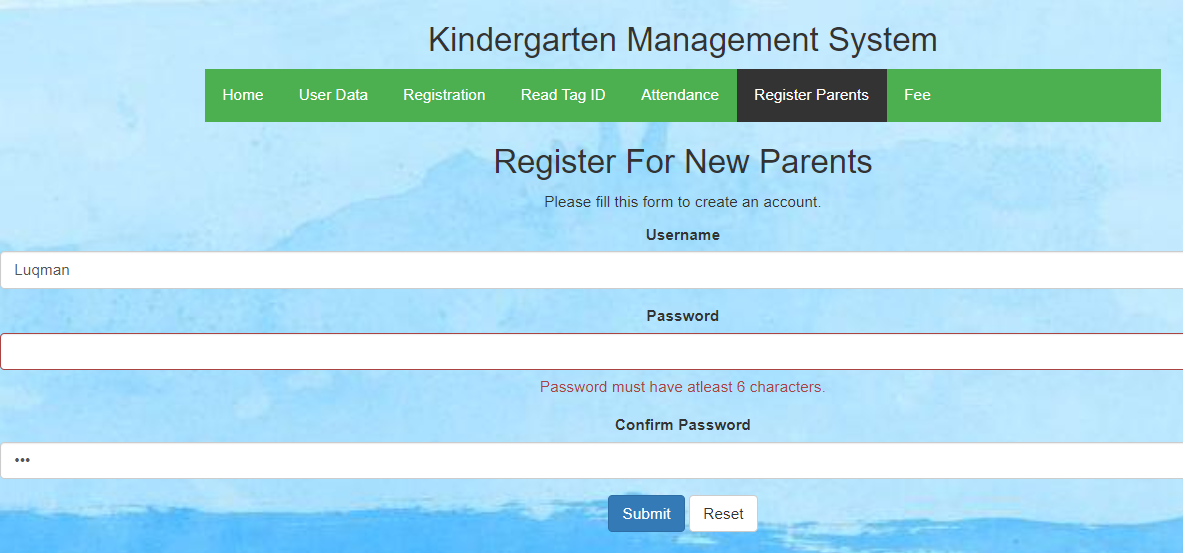 Kindergarten Management System
Home User Data Registration Read Tag ID Attendance Register Parents Fee
Register For New Parents
Please fill this form to create an account.
Username
Luqman
Password
Password must have atleast 6 characters.
Confirm Password
•••
Submit Reset